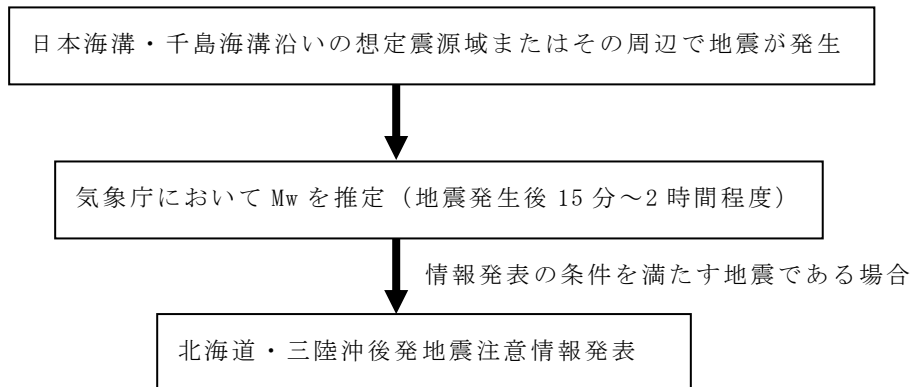 日本海溝・千島海溝沿いの想定震源域またはその周辺で地震が発生
気象庁において Mw を推定（地震発生後 15 分～2 時間程度）
情報発表の条件を満たす地震である場合
北海道・三陸沖後発地震注意情報発表